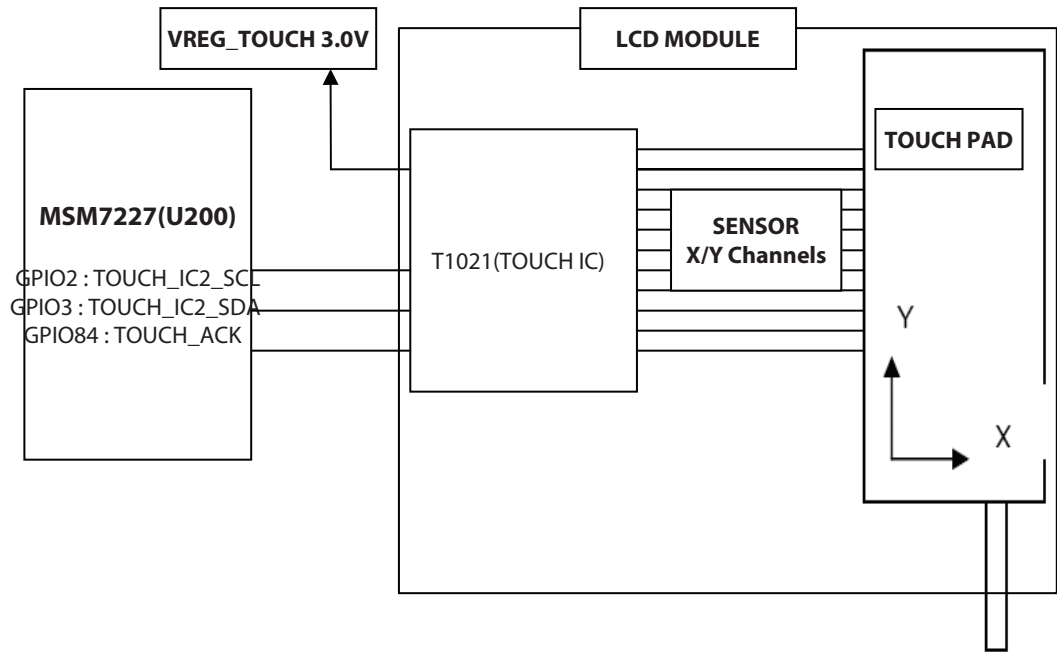 VREG_TOUCH 3.0V
LCD MODULE
TOUCH PAD
MSM7227(U200)
SENSOR
X/Y Channels
T1021(TOUCH IC)
GPIO2 : TOUCH_IC2_SCL
GPIO3 : TOUCH_IC2_SDA
GPIO84 : TOUCH_ACK
Y
X